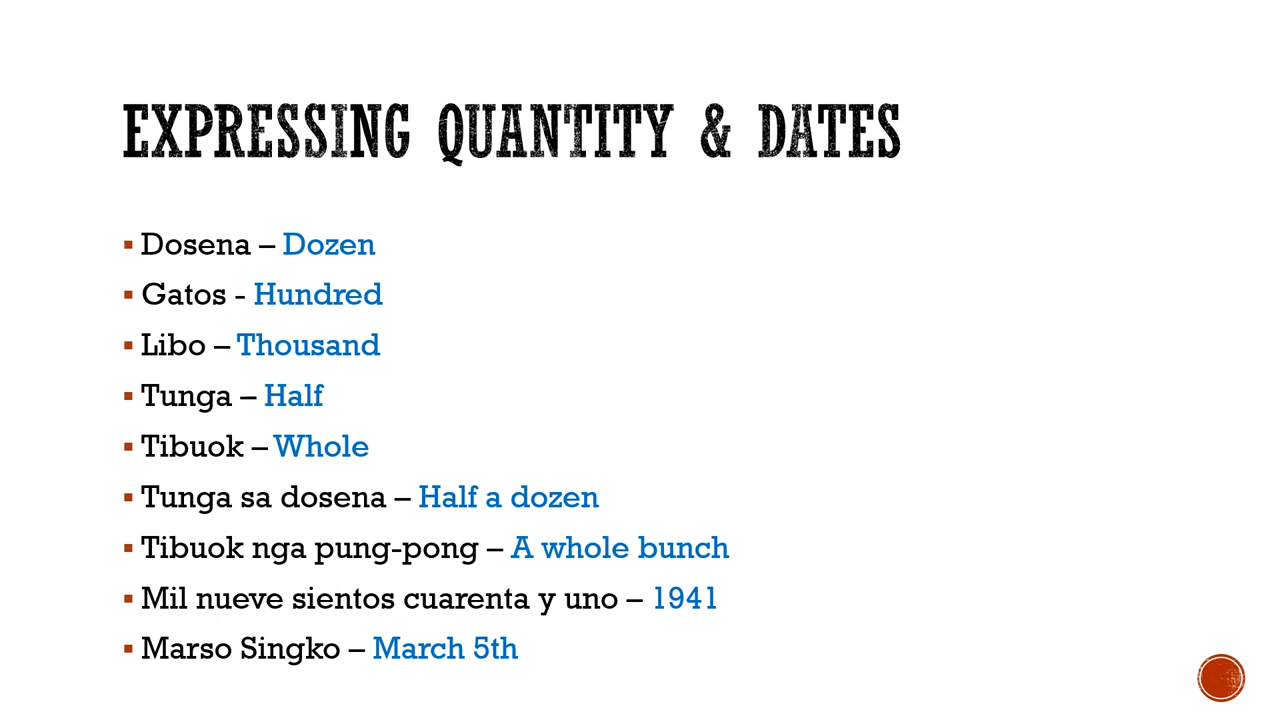 EXPRESSING QUANTITY & DATES
▪ Dosena – Dozen
▪ Gatos - Hundred
▪ Libo – Thousand
▪ Tunga – Half
▪ Tibuok – Whole
▪ Tunga sa dosena – Half a dozen
▪ Tibuok nga pung-pong – A whole bunch
▪ Mil nueve sientos cuarenta y uno – 1941
▪ Marso Singko – March 5th